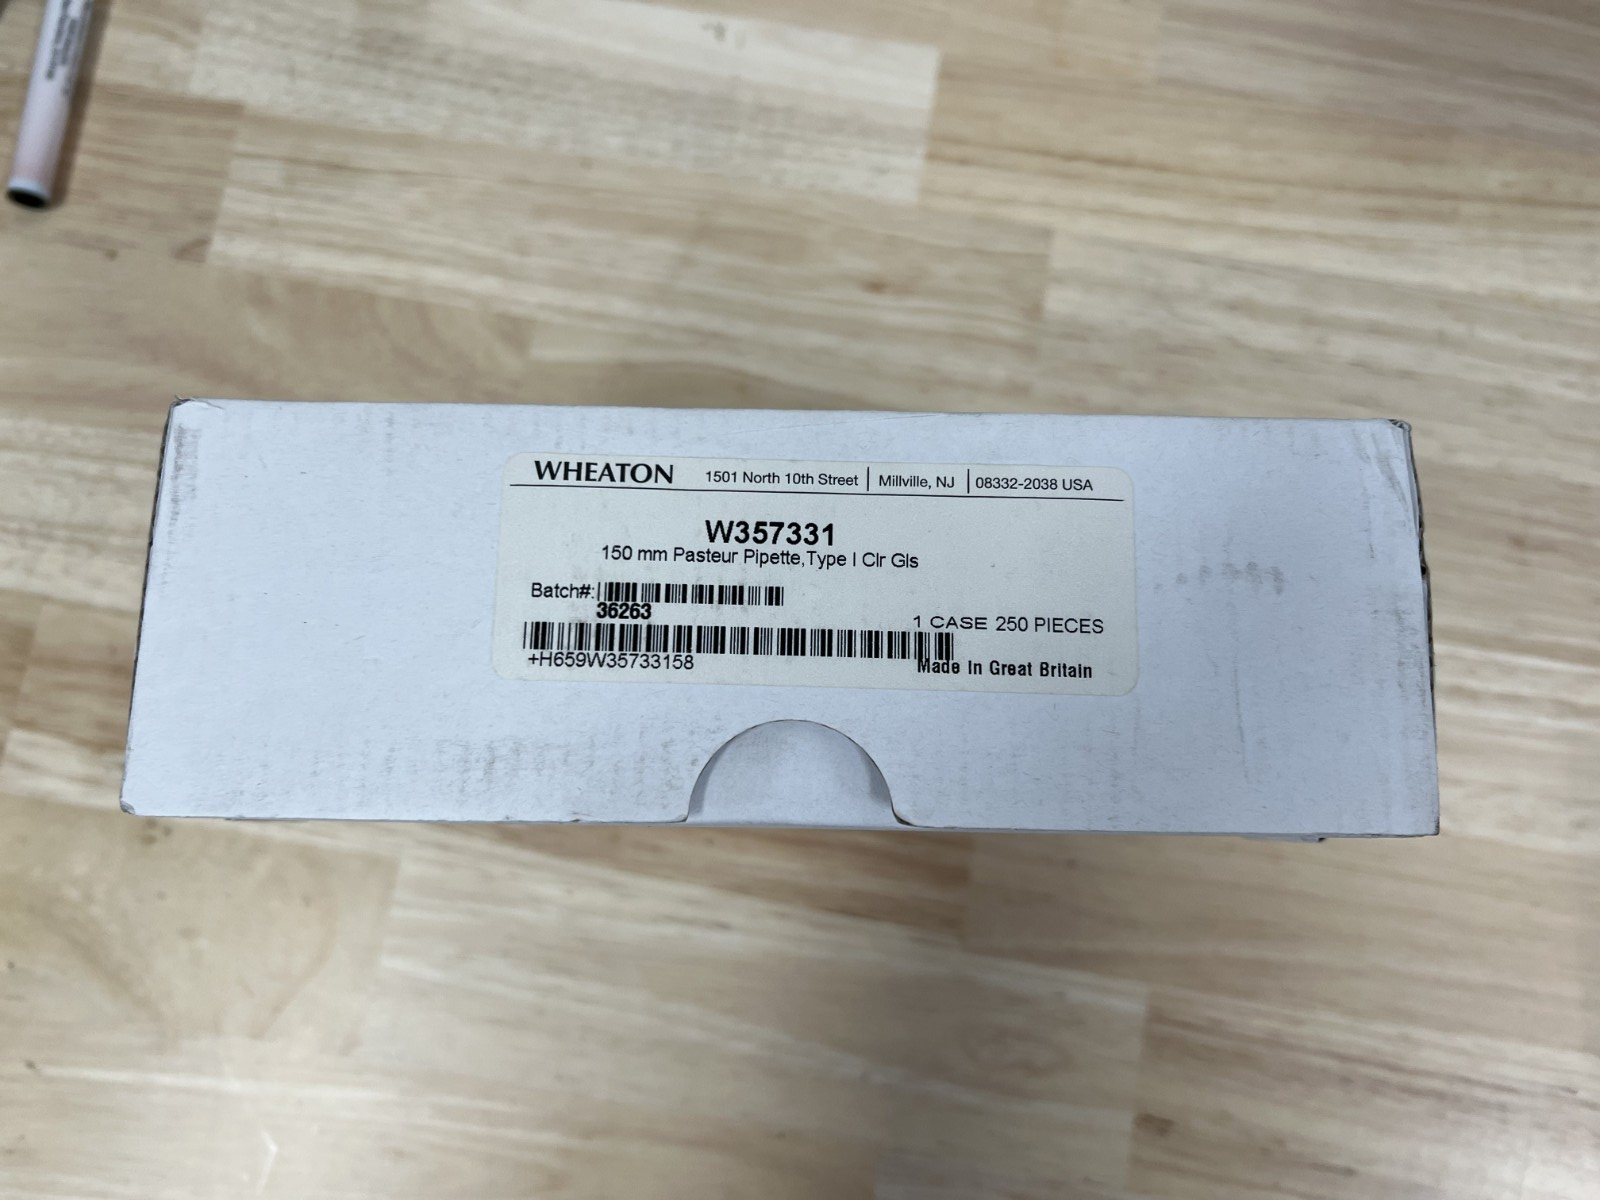 WHEATON 1501 North 10th Street | Millville, NJ | 08332-2038 USA
W357331
150 mm Pasteur Pipette,Type I Clr Gls
Batch#:
36263
1 CASE 250 PIECES
+H659W35733158
Made In Great Britain